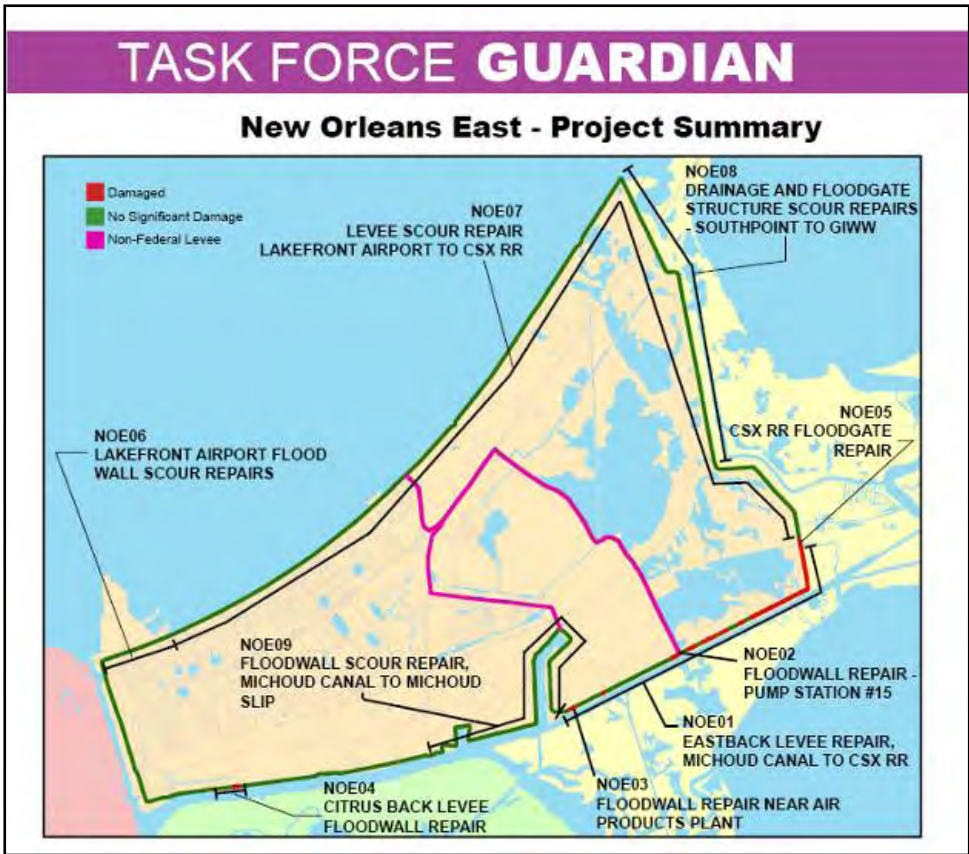 TASK FORCE GUARDIAN
New Orleans East - Project Summary
Damaged
No Significant Damage
Non-Federal Levee
NOE07
LEVEE SCOUR REPAIR
LAKEFRONT AIRPORT TO CSX RR
NOE08
DRAINAGE AND FLOODGATE
STRUCTURE SCOUR REPAIRS
- SOUTHPOINT TO GIWW
NOE06
LAKEFRONT AIRPORT FLOOD
WALL SCOUR REPAIRS
NOE05
CSX RR FLOODGATE
REPAIR
NOE09
FLOODWALL SCOUR REPAIR,
MICHOUD CANAL TO MICHOUD
SLIP
NOE02
FLOODWALL REPAIR -
PUMP STATION #15
NOE01
EASTBACK LEVEE REPAIR,
MICHOUD CANAL TO CSX RR
NOE04
CITRUS BACK LEVEE
FLOODWALL REPAIR
NOE03
FLOODWALL REPAIR NEAR AIR
PRODUCTS PLANT